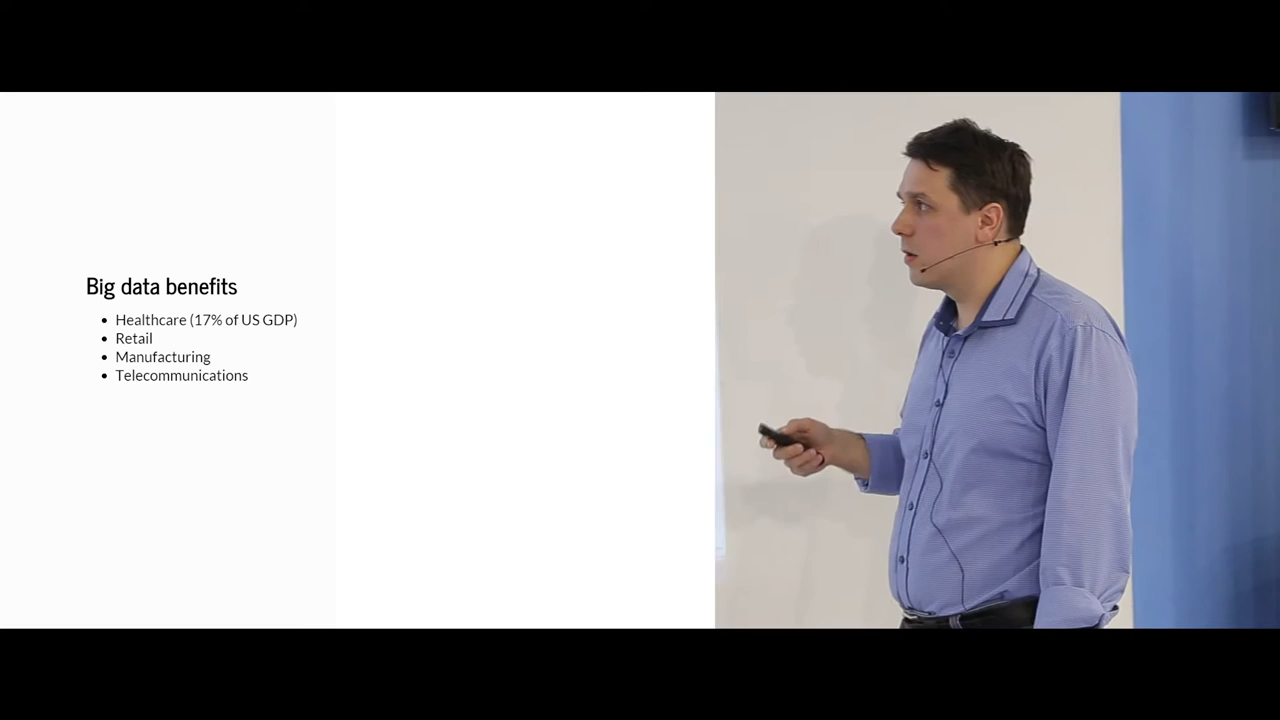 Big data benefits
• Healthcare (17% of US GDP)
• Retail
• Manufacturing
• Telecommunications